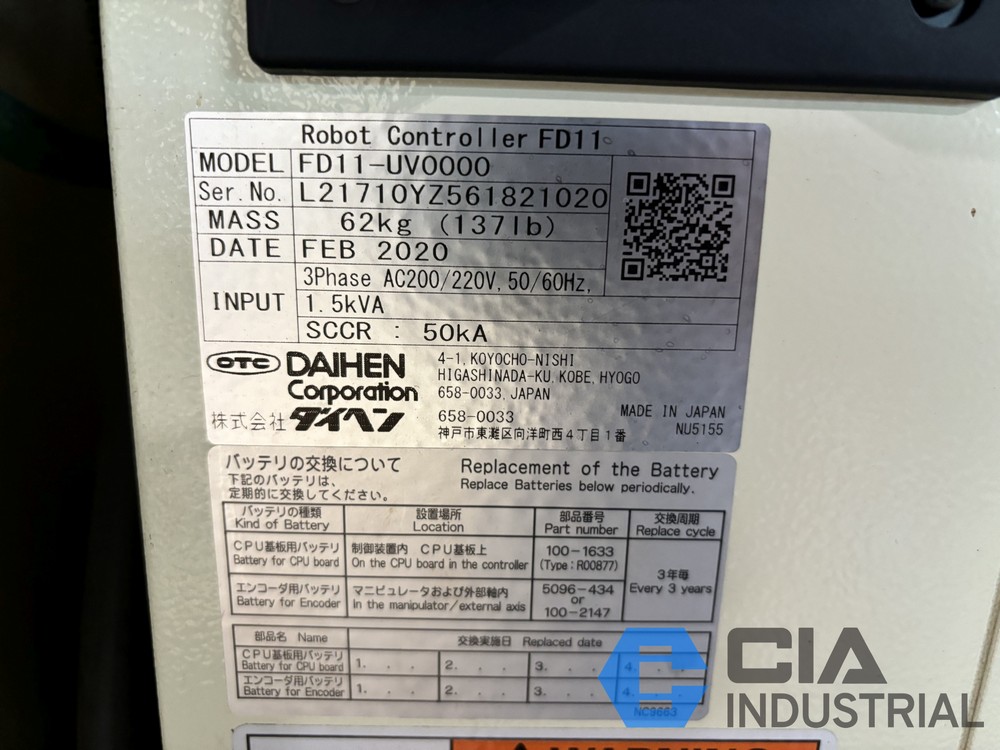 Robot Controller FD11
MODEL FD11-UV0000
Ser.No. L21710YZ561821020
MASS 62kg (137lb)
DATE FEB 2020
INPUT 3Phase AC200/220V, 50/60Hz,
1.5kVA
SCCR : 50kA
OTC DAIHEN Corporation
4-1, KOYOCHO-NISHI
HIGASHINADA-KU, KOBE, HYOGO
658-0033, JAPAN
株式会社ダイヘン
658-0033
神戸市東灘区向洋町西4丁目1番
MADE IN JAPAN
NU5155
バッテリの交換について
下記のバッテリは、
定期的に交換してください。
Replacement of the Battery
Replace Batteries below periodically.
バッテリの種類 設置場所 部品番号 交換周期
Kind of Battery Location Part number Replace cycle
CPU基板用バッテリ 制御装置内 CPU基板上 100-1633
Battery for CPU board On the CPU board in the controller (Type:R00877)
3年毎
Every 3 years
エンコーダ用バッテリ マニピュレータおよび外部軸内 5096-434
Battery for Encoder In the manipulator/external axis or
100-2147
部品名 Name 交換実施日 Replaced date
CPU基板用バッテリ
Battery for CPU board 1. . . 2. . . 3. . . 4. . .
エンコーダ用バッテリ
Battery for Encoder 1. . . 2. . . 3. . . 4. . .
NC9663
WARNING
CIA
INDUSTRIAL